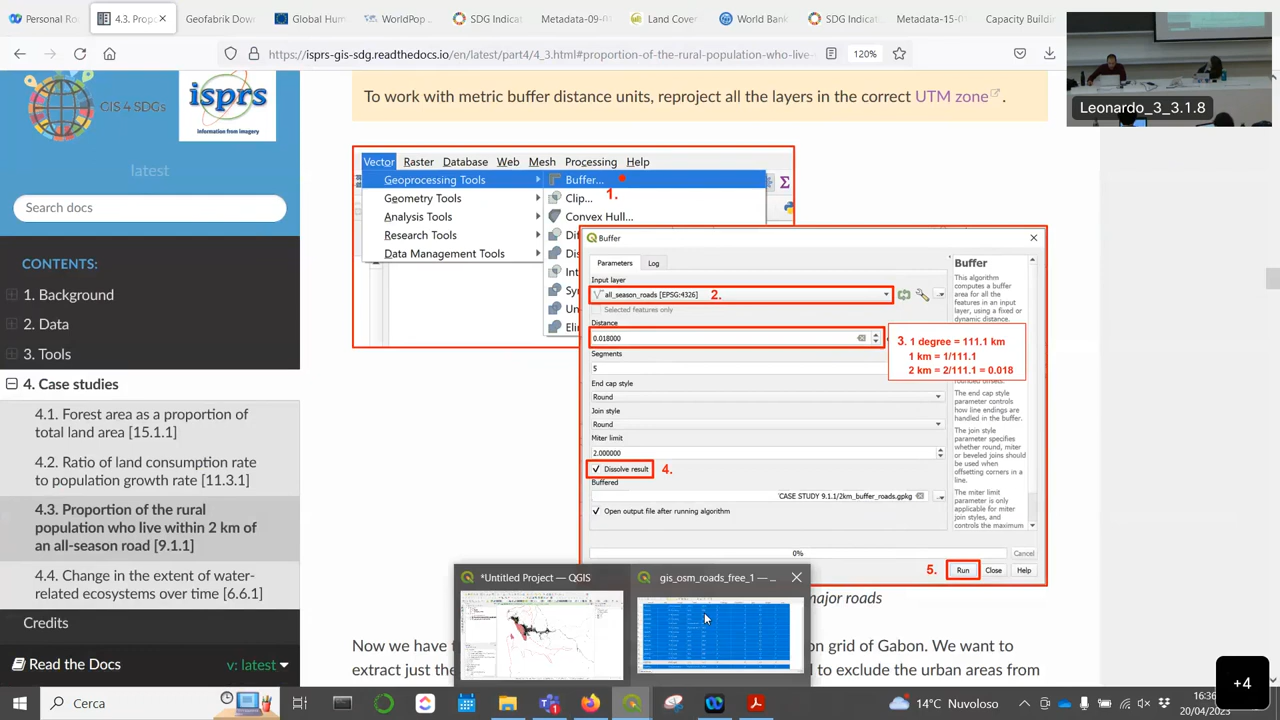 4.3. Prop
Open doc
Global Hum
WorldPop
SDG Indicat
Metadata-09-
Land Cover
World Bank
SDG Indicat
Metadata-15-
Capacity Buildin
https://isprs-gis-sdg.readthedocs.io/en/latest/part4/4_3.html#proportion-of-the-rural-population-who-live-
120%
GIS 4 SDGs
isprs
information from imagery
latest
Search docs
CONTENTS:
1. Background
2. Data
3. Tools
4. Case studies
4.1. Forest area as a proportion of
total land area [15.1.1]
4.2. Ratio of land consumption rate
to population growth rate [11.3.1]
4.3. Proportion of the rural
population who live within 2 km of
an all-season road [9.1.1]
4.4. Change in the extent of water-
related ecosystems over time [6.6.1]
Credits
Read the Docs
v: latest
To work with metric buffer distance units, reproject all the layers in the correct UTM zone.
Vector Raster Database Web Mesh Processing Help
Geoprocessing Tools
Geometry Tools
Analysis Tools
Research Tools
Data Management Tools
Buffer...
1.
Clip...
Convex Hull...
Buffer
Parameters Log
Input layer
all_season_roads [EPSG:4326] 2.
Selected features only
Distance
0.018000
3. 1 degree = 111.1 km
1 km = 1/111.1
2 km = 2/111.1 = 0.018
Segments
5
End cap style
Round
Join style
Round
Miter limit
2.000000
Dissolve result 4.
Buffered
'CASE STUDY 9.1.1/2km_buffer_roads.gpkg
Open output file after running algorithm
0%
Cancel
5. Run Close Help
Buffer
This algorithm
computes a buffer
area for all the
features in an input
layer, using a fixed or
dynamic distance.
The end cap style
parameter controls
how line endings are
handled in the buffer.
The join style
parameter specifies
whether round, miter
or beveled joins should
be used when
offsetting corners in a
line.
The miter limit
parameter is only
applicable for miter
join styles, and
controls the maximum
*Untitled Project — QGIS
gis_osm_roads_free_1 — ...
major roads
Now we have
on grid of Gabon. We want to
extract just the
to exclude the urban areas from
Leonardo_3_3.1.8
+4
Cerca
14°C Nuvoloso
16:36
20/04/2023